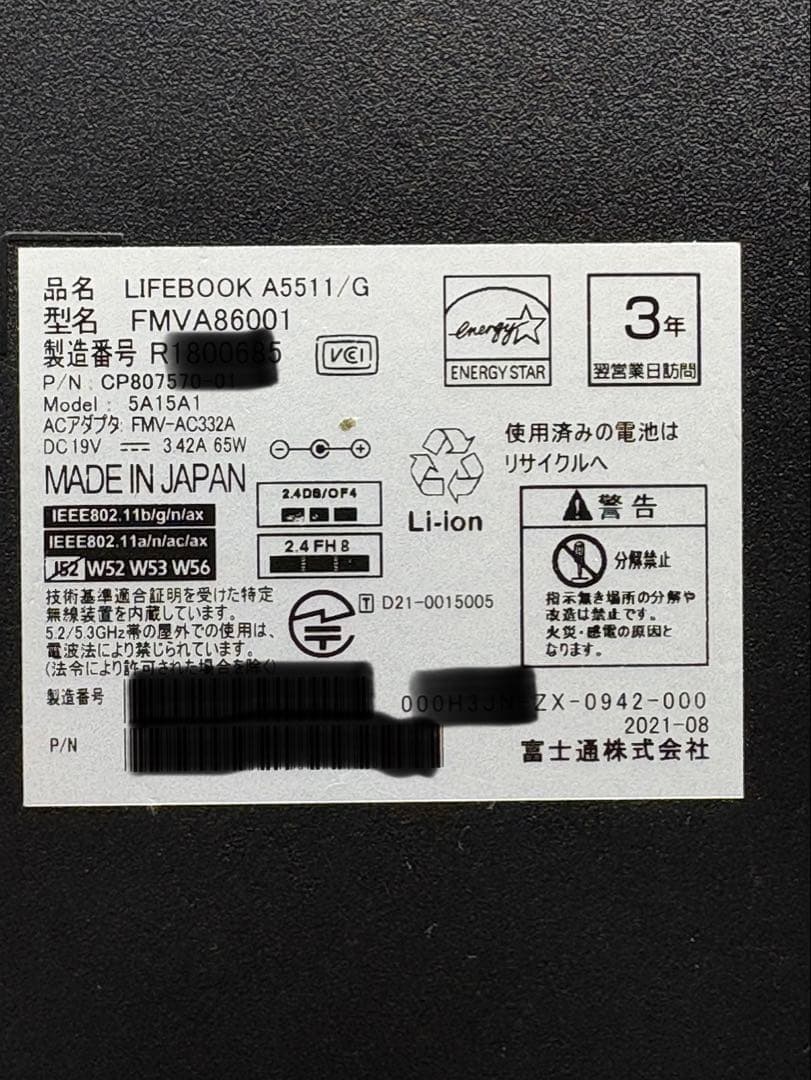 品名 LIFEBOOK A5511/G
型名 FMVA86001
製造番号
P/N : CP807570
Model : 5A15A1
ACアダプタ: FMV-AC332A
DC 19V 3.42A 65W
MADE IN JAPAN
VCCI
energy
ENERGY STAR
3年
翌営業日訪問
IEEE802.11b/g/n/ax
IEEE802.11a/n/ac/ax
J52 W52 W53 W56
2.4DS/OF4
2.4FH8
Li-ion
使用済みの電池は
リサイクルへ
警告
分解禁止
指示無き場所の分解や
改造は禁止です。
火災・感電の原因と
なります。
技術基準適合証明を受けた特定
無線装置を内蔵しています。
5.2/5.3GHz帯の屋外での使用は、
電波法により禁じられています。
(法令により許可された場合を除く)
T D21-0015005
製造番号
P/N
ZX-0942-000
2021-08
富士通株式会社